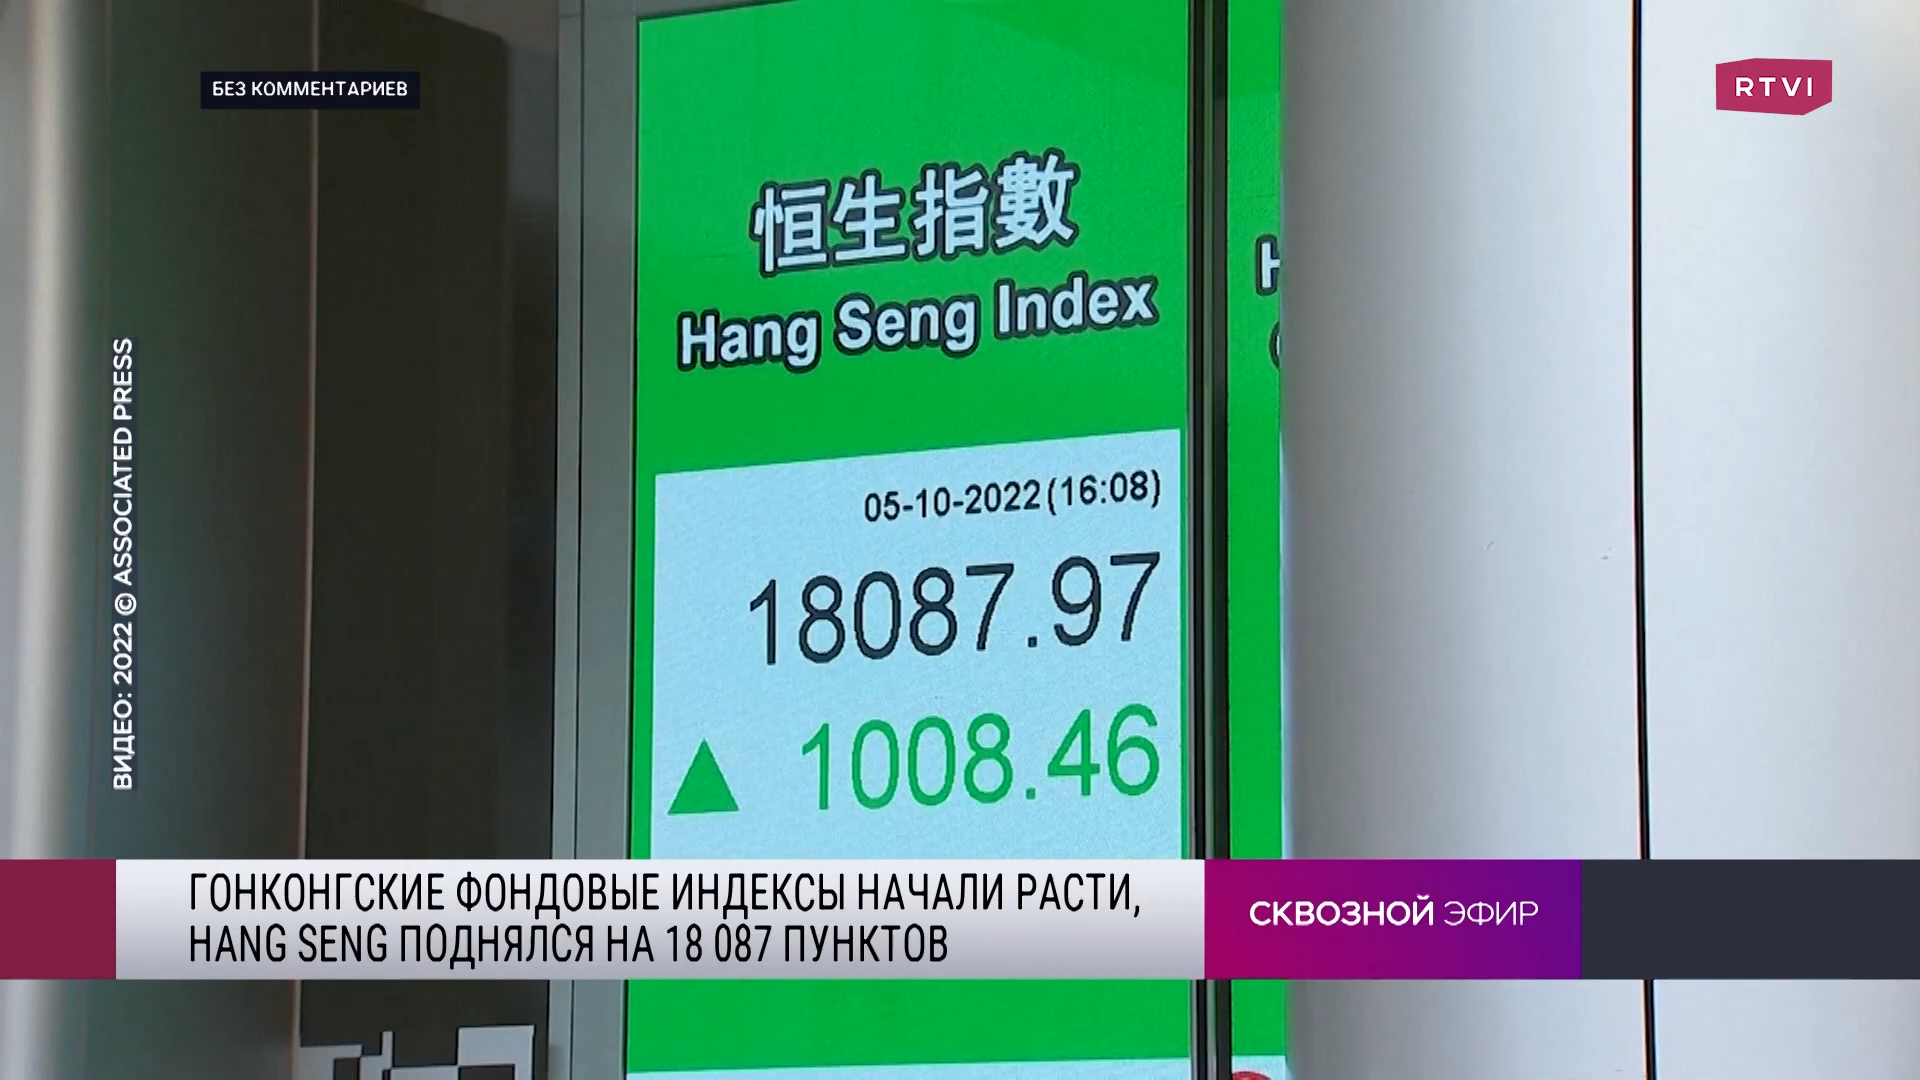 БЕЗ КОММЕНТАРИЕВ
RTVI
恒生指數
Hang Seng Index
05-10-2022 (16:08)
18087.97
▲ 1008.46
ВИДЕО: 2022 © ASSOCIATED PRESS
ГОНКОНГСКИЕ ФОНДОВЫЕ ИНДЕКСЫ НАЧАЛИ РАСТИ,
HANG SENG ПОДНЯЛСЯ НА 18 087 ПУНКТОВ
СКВОЗНОЙ ЭФИР